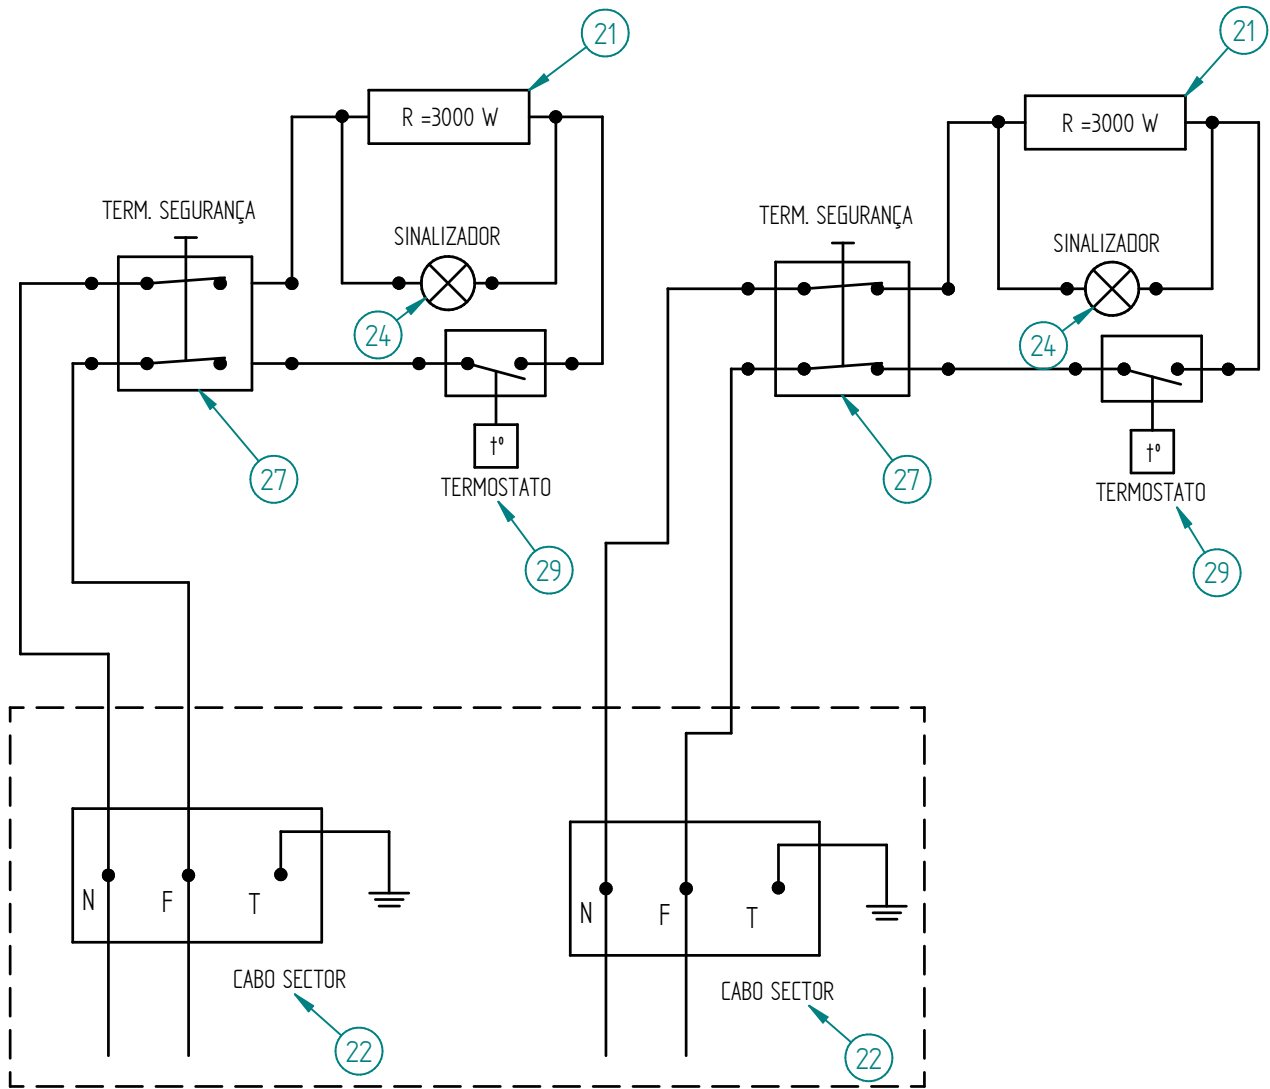 21
21
R =3000 W
R =3000 W
TERM. SEGURANÇA
TERM. SEGURANÇA
SINALIZADOR
SINALIZADOR
24
24
t°
t°
27
27
TERMOSTATO
TERMOSTATO
29
29
N F T
N F T
CABO SECTOR
CABO SECTOR
22
22